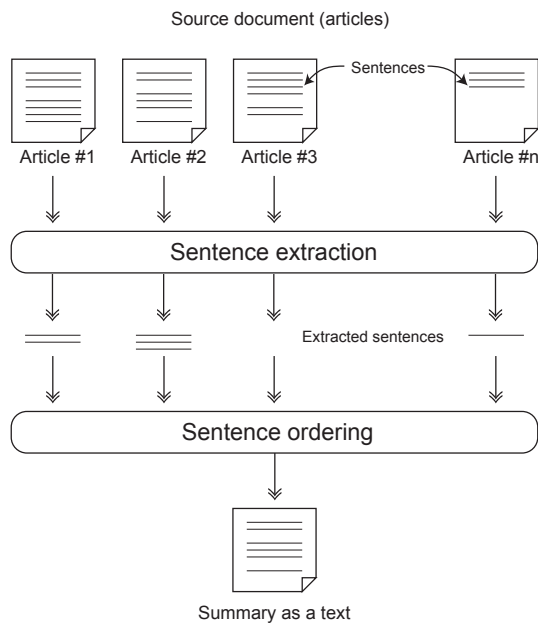 Source document (articles)
Sentences
Article #1
Article #2
Article #3
Article #n
Sentence extraction
Extracted sentences
Sentence ordering
Summary as a text